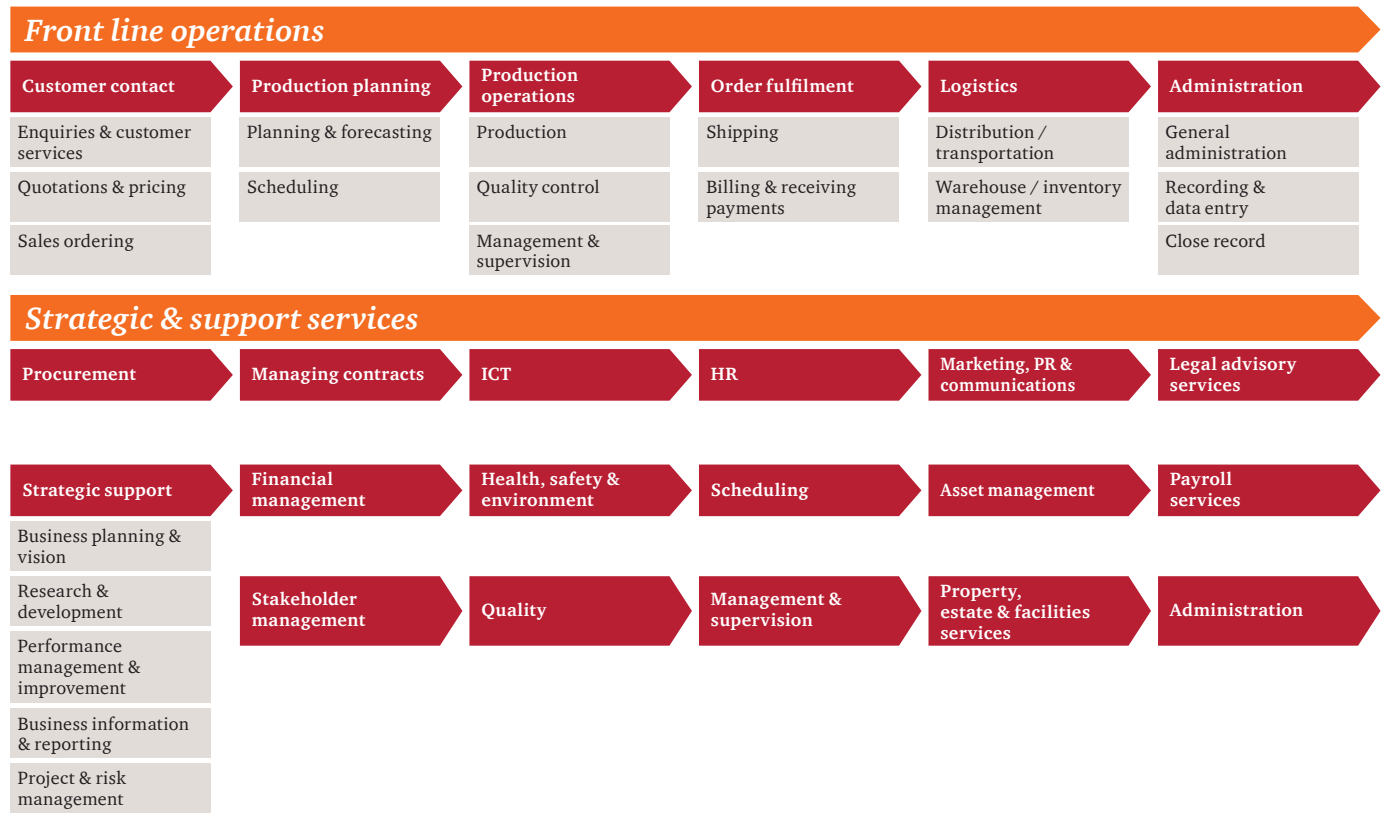 Front line operations
Customer contact
Production planning
Production
operations
Order fulfilment
Logistics
Administration
Enquiries & customer
services
Planning & forecasting
Production
Shipping
Distribution /
transportation
General
administration
Quotations & pricing
Scheduling
Quality control
Billing & receiving
payments
Warehouse / inventory
management
Recording &
data entry
Sales ordering
Management &
supervision
Close record
Strategic & support services
Procurement
Managing contracts
ICT
HR
Marketing, PR &
communications
Legal advisory
services
Strategic support
Financial
management
Health, safety &
environment
Scheduling
Asset management
Payroll
services
Business planning &
vision
Research &
development
Performance
management &
improvement
Business information
& reporting
Project & risk
management
Stakeholder
management
Quality
Management &
supervision
Property,
estate & facilities
services
Administration